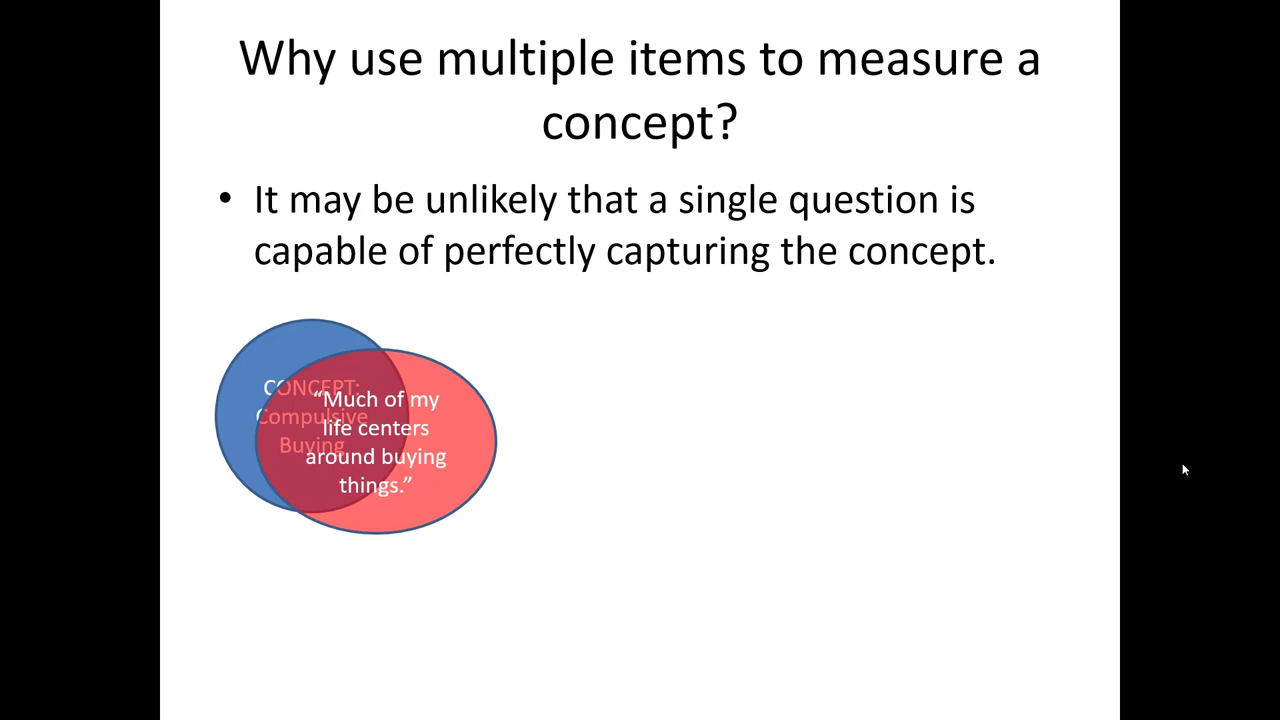 Why use multiple items to measure a
concept?
• It may be unlikely that a single question is
capable of perfectly capturing the concept.
CONCEPT:
Compulsive
Buying
“Much of my
life centers
around buying
things.”